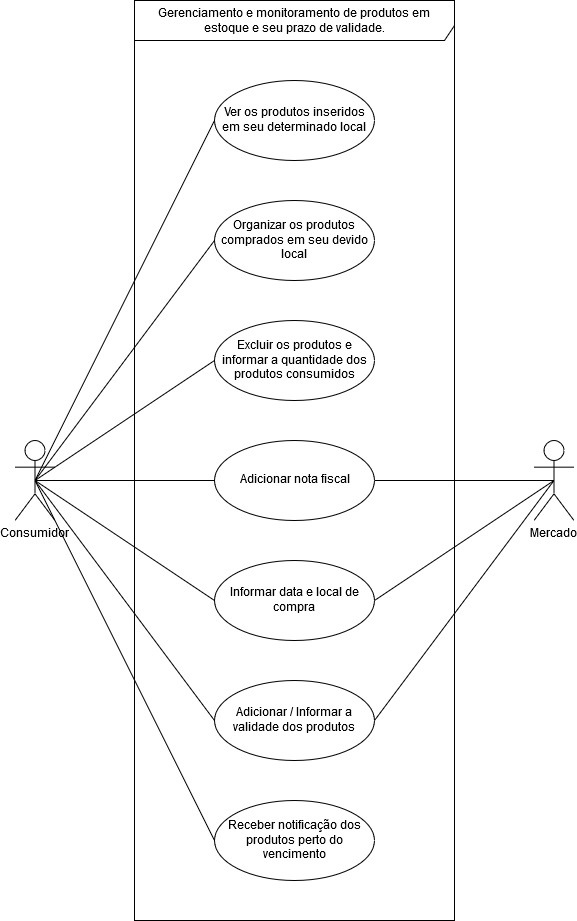 Gerenciamento e monitoramento de produtos em
estoque e seu prazo de validade.
Ver os produtos inseridos
em seu determinado local
Organizar os produtos
comprados em seu devido
local
Excluir os produtos e
informar a quantidade dos
produtos consumidos
Adicionar nota fiscal
Consumidor
Mercado
Informar data e local de
compra
Adicionar / Informar a
validade dos produtos
Receber notificação dos
produtos perto do
vencimento